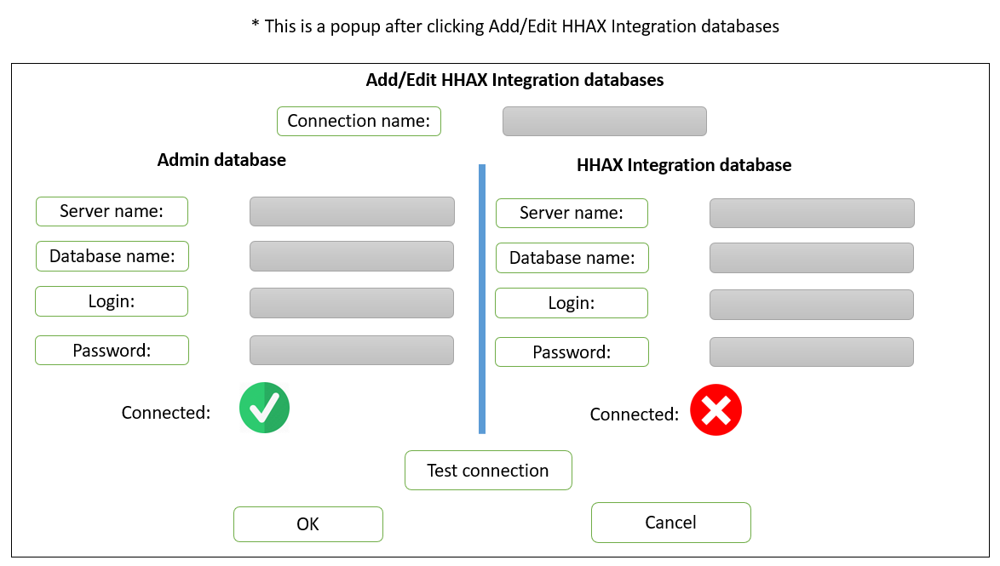 * This is a popup after clicking Add/Edit HHAX Integration databases
Add/Edit HHAX Integration databases
Connection name:
Admin database
Server name:
Database name:
Login:
Password:
Connected:
HHAX Integration database
Server name:
Database name:
Login:
Password:
Connected:
Test connection
OK
Cancel